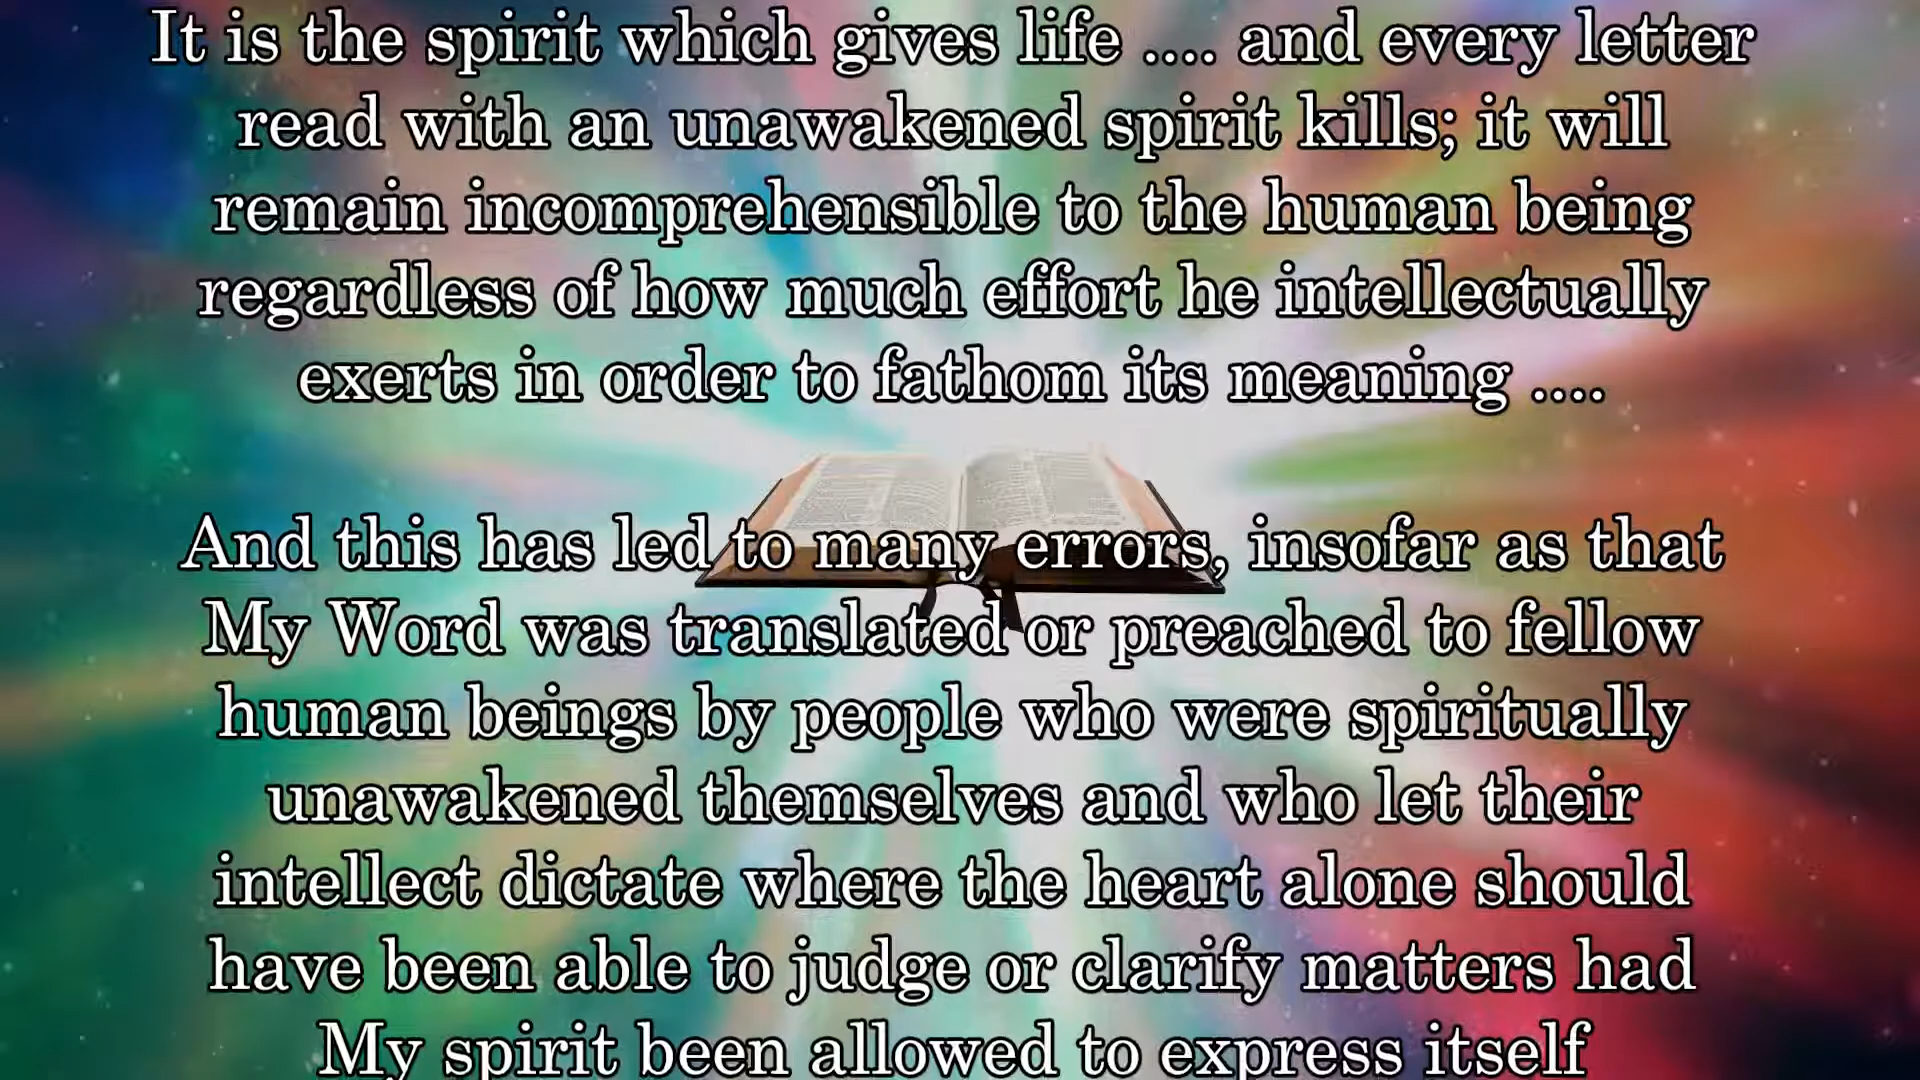 It is the spirit which gives life .... and every letter
read with an unawakened spirit kills; it will
remain incomprehensible to the human being
regardless of how much effort he intellectually
exerts in order to fathom its meaning ....
And this has led to many errors, insofar as that
My Word was translated or preached to fellow
human beings by people who were spiritually
unawakened themselves and who let their
intellect dictate where the heart alone should
have been able to judge or clarify matters had
My spirit been allowed to express itself